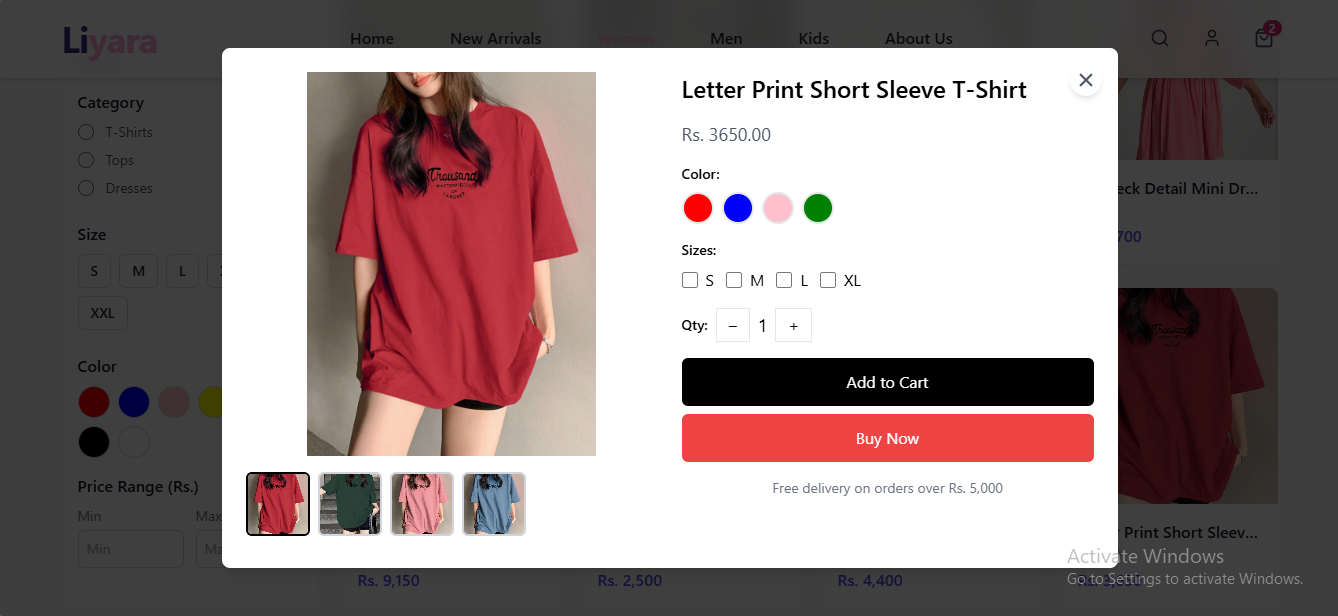 Liyara
Home
New Arrivals
Women
Men
Kids
About Us
2
Category
T-Shirts
Tops
Dresses
Size
S
M
L
XXL
Color
Price Range (Rs.)
Min
Max
Min
Thousand
Letter Print Short Sleeve T-Shirt
Rs. 3650.00
Color:
Sizes:
S
M
L
XL
Qty:
−
1
+
Add to Cart
Buy Now
Free delivery on orders over Rs. 5,000
eck Detail Mini Dr...
700
Print Short Sleev...
Rs. 9,150
Rs. 2,500
Rs. 4,400
Activate Windows
Go to Settings to activate Windows.